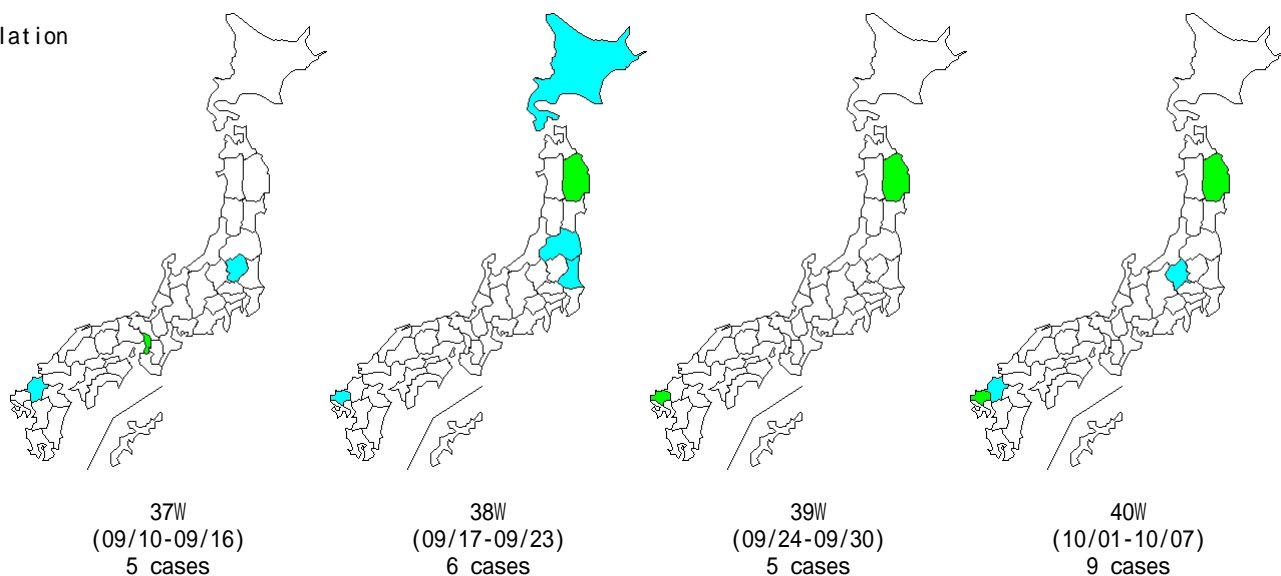 lation
37W
(09/10-09/16)
5 cases
38W
(09/17-09/23)
6 cases
39W
(09/24-09/30)
5 cases
40W
(10/01-10/07)
9 cases